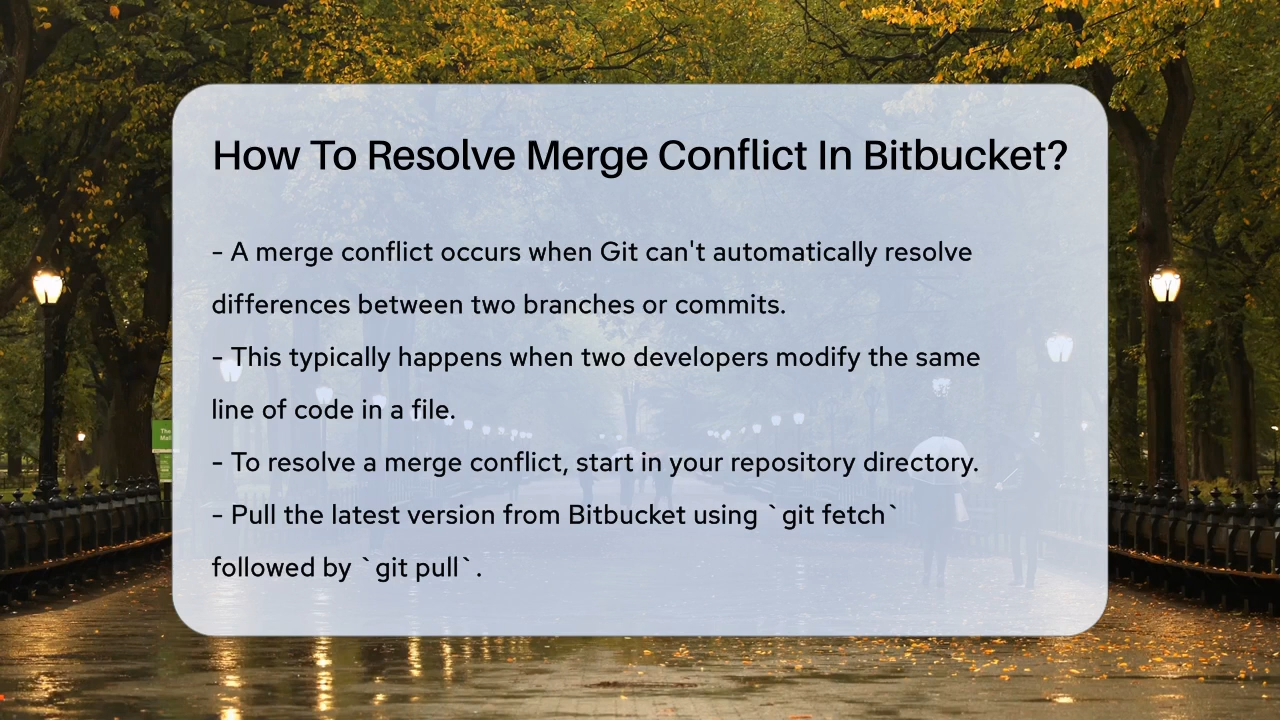 How To Resolve Merge Conflict In Bitbucket?
- A merge conflict occurs when Git can't automatically resolve
differences between two branches or commits.
- This typically happens when two developers modify the same
line of code in a file.
- To resolve a merge conflict, start in your repository directory.
- Pull the latest version from Bitbucket using `git fetch`
followed by `git pull`.
The
Mall